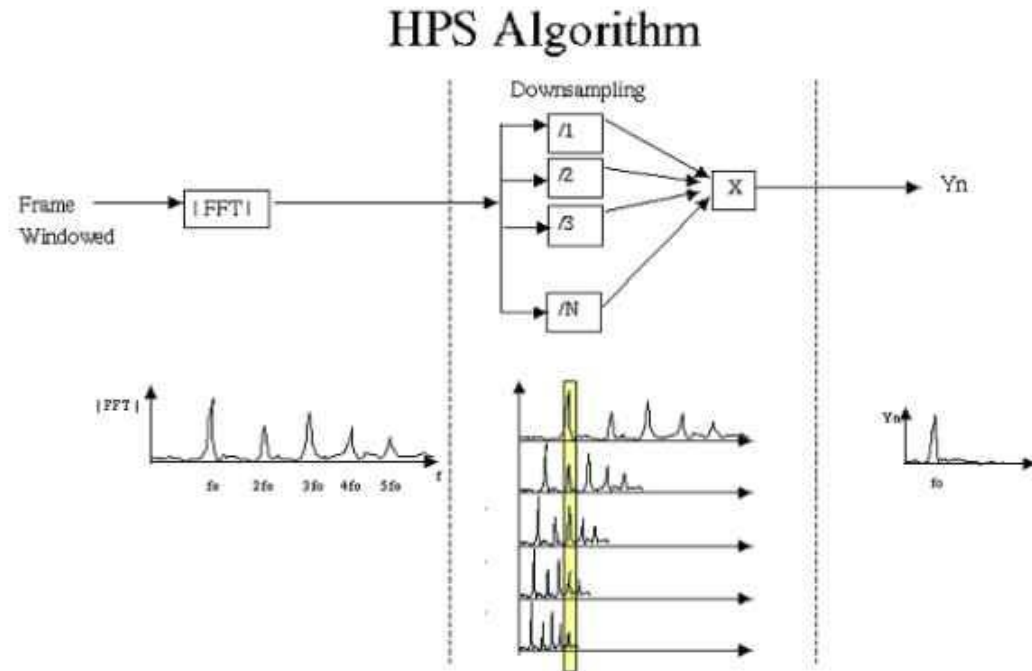 HPS Algorithm
Downsampling
/1
/2
/3
/N
X
Yn
Frame
Windowed
|FFT|
|FFT|
fo 2fo 3fo 4fo 5fo
f
Yn
fo